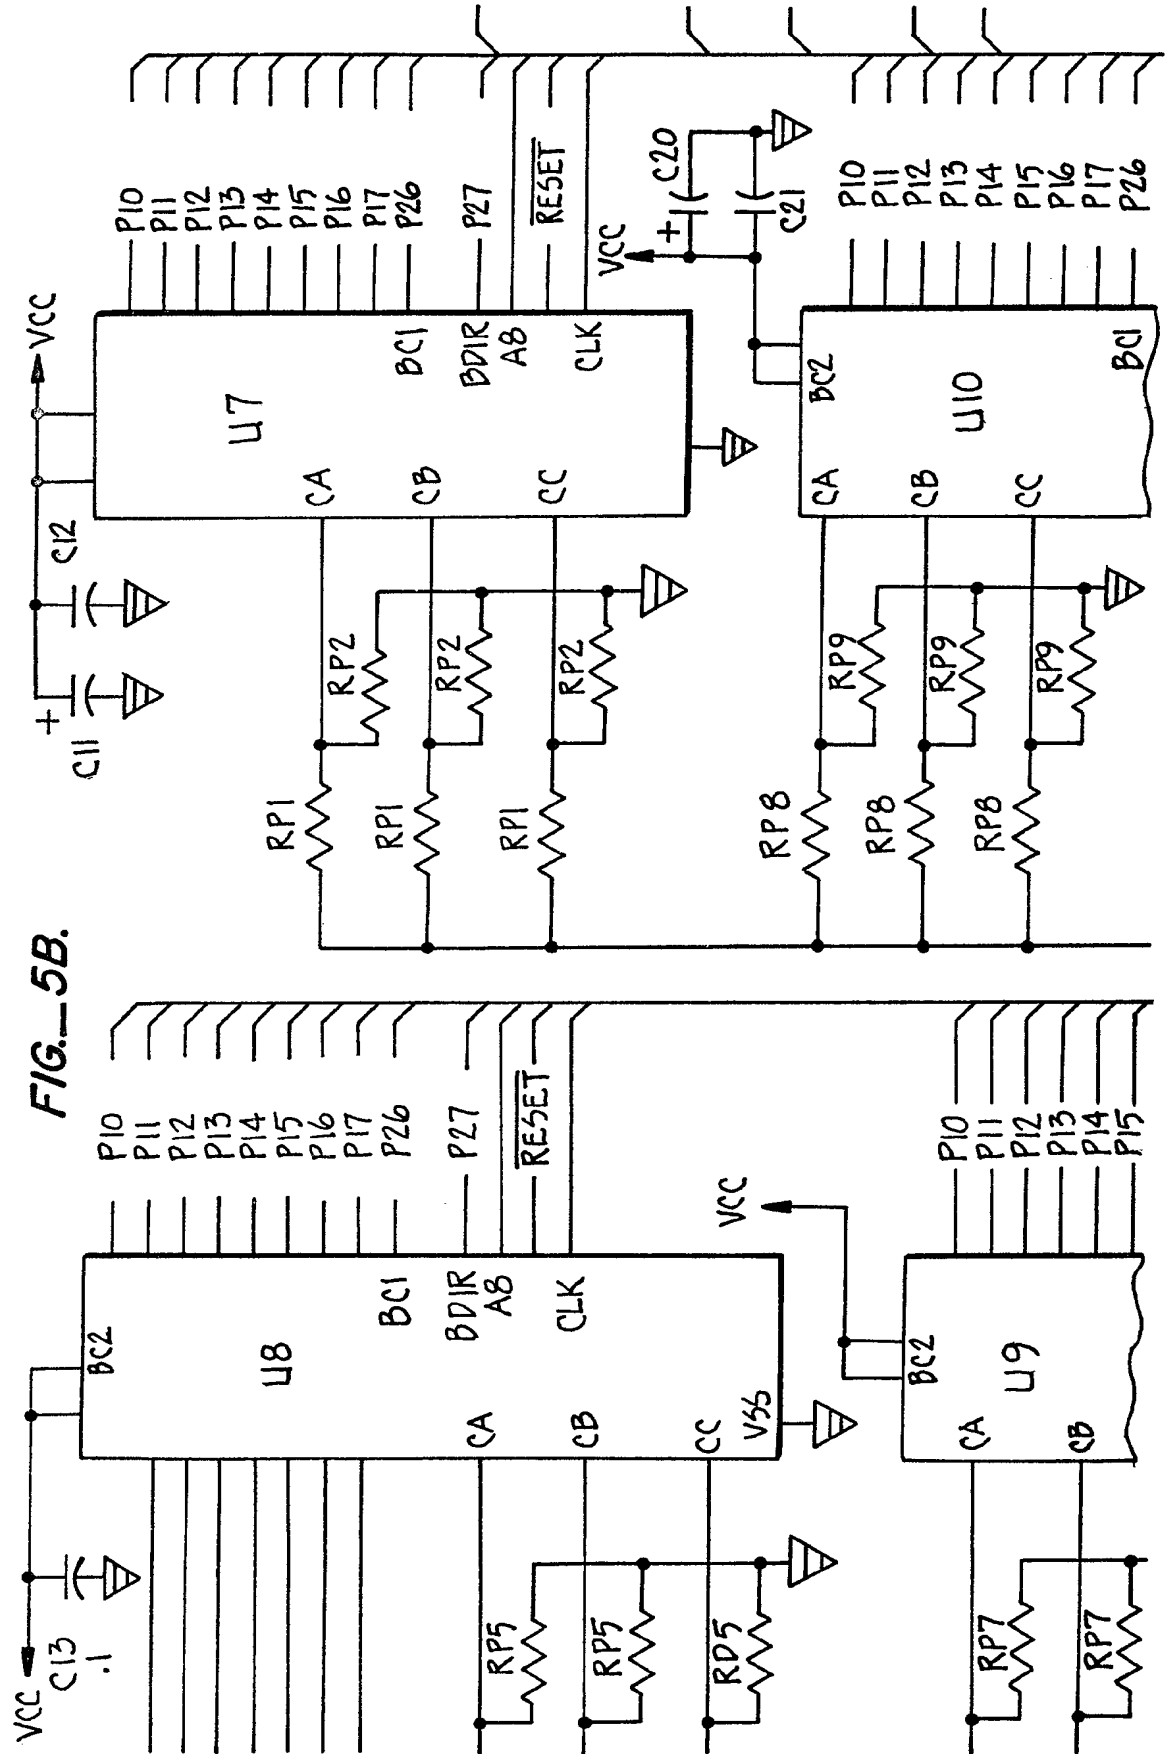 FIG._5B.
VCC
C11
+
C12
U7
CA
CB
CC
BC1
BDIR
A8
CLK
P10
P11
P12
P13
P14
P15
P16
P17
P26
P27
RESET
RP1
RP1
RP1
RP2
RP2
RP2
VCC
+
C20
C21
U10
BC2
CA
CB
CC
BC1
P10
P11
P12
P13
P14
P15
P16
P17
P26
RP8
RP8
RP8
RP9
RP9
RP9
VCC
C13
.1
U8
BC2
CA
CB
CC
VSS
BC1
BDIR
A8
CLK
P10
P11
P12
P13
P14
P15
P16
P17
P26
P27
RESET
RP5
RP5
RD5
VCC
U9
BC2
CA
CB
P10
P11
P12
P13
P14
P15
RP7
RP7